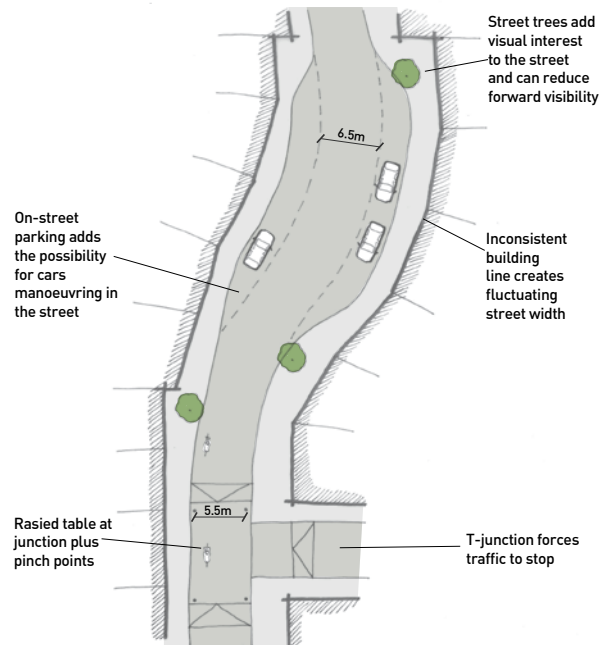 Street trees add
visual interest
to the street
and can reduce
forward visibility
6.5m
On-street
parking adds
the possibility
for cars
manoeuvring in
the street
Inconsistent
building
line creates
fluctuating
street width
5.5m
Rasied table at
junction plus
pinch points
T-junction forces
traffic to stop